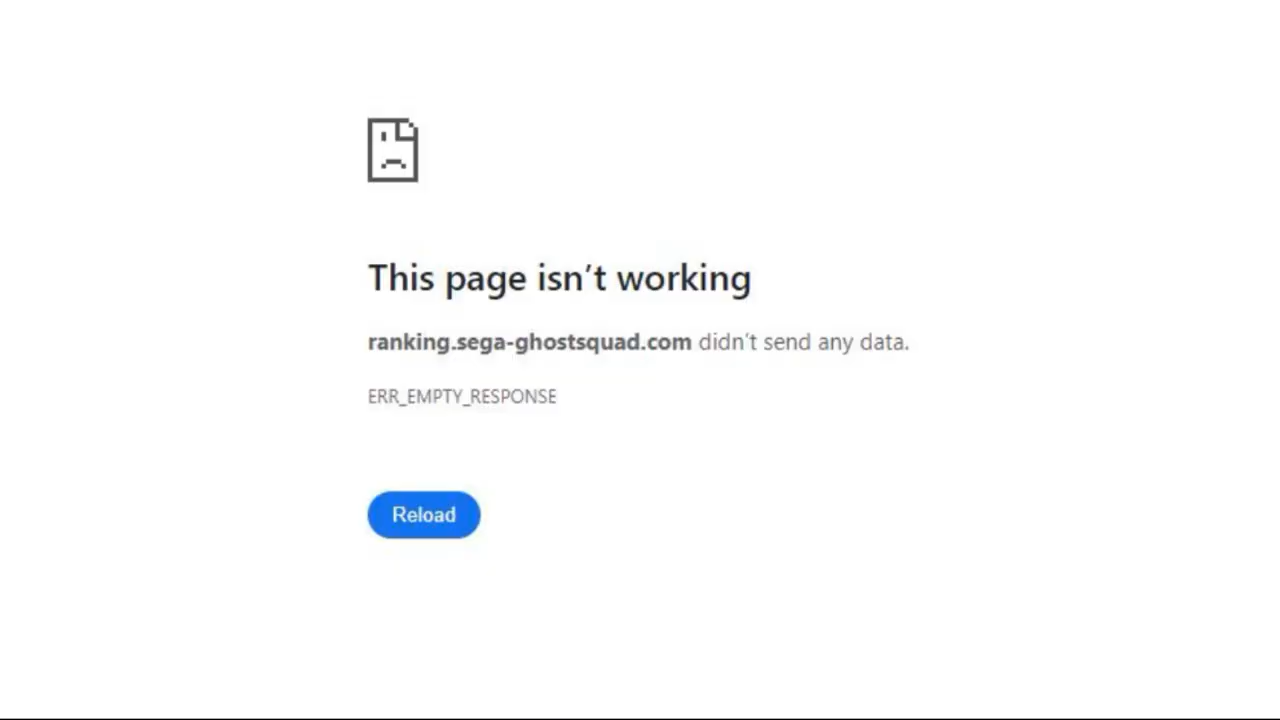 This page isn’t working
ranking.sega-ghostsquad.com didn’t send any data.
ERR_EMPTY_RESPONSE
Reload